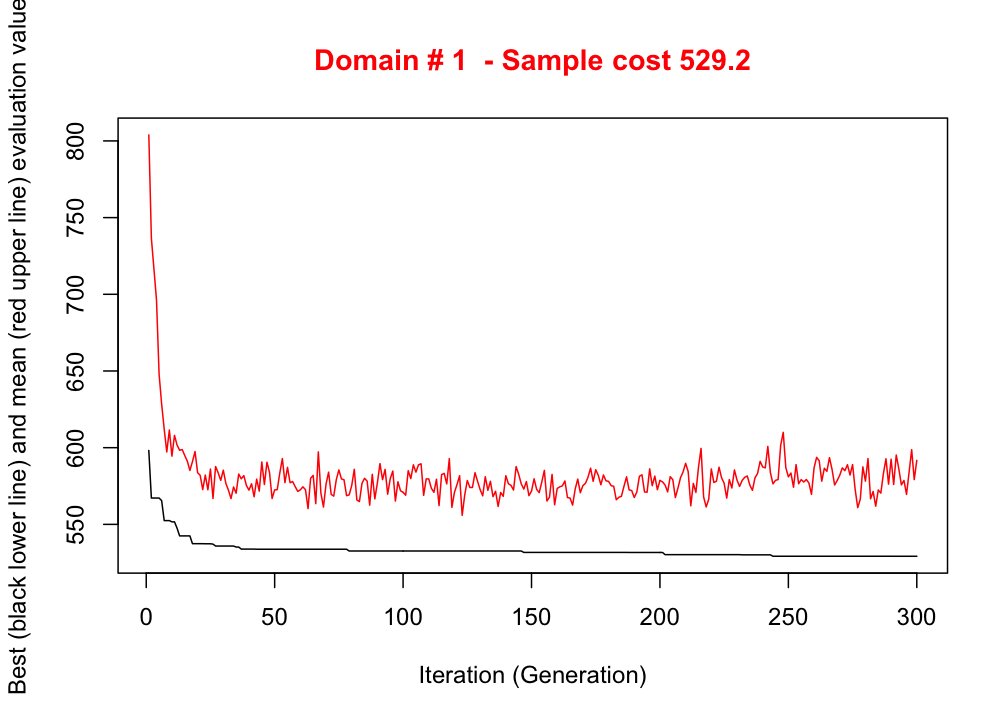 Domain # 1  - Sample cost 529.2
Best (black lower line) and mean (red upper line) evaluation value
800
750
700
650
600
550
0 50 100 150 200 250 300
Iteration (Generation)